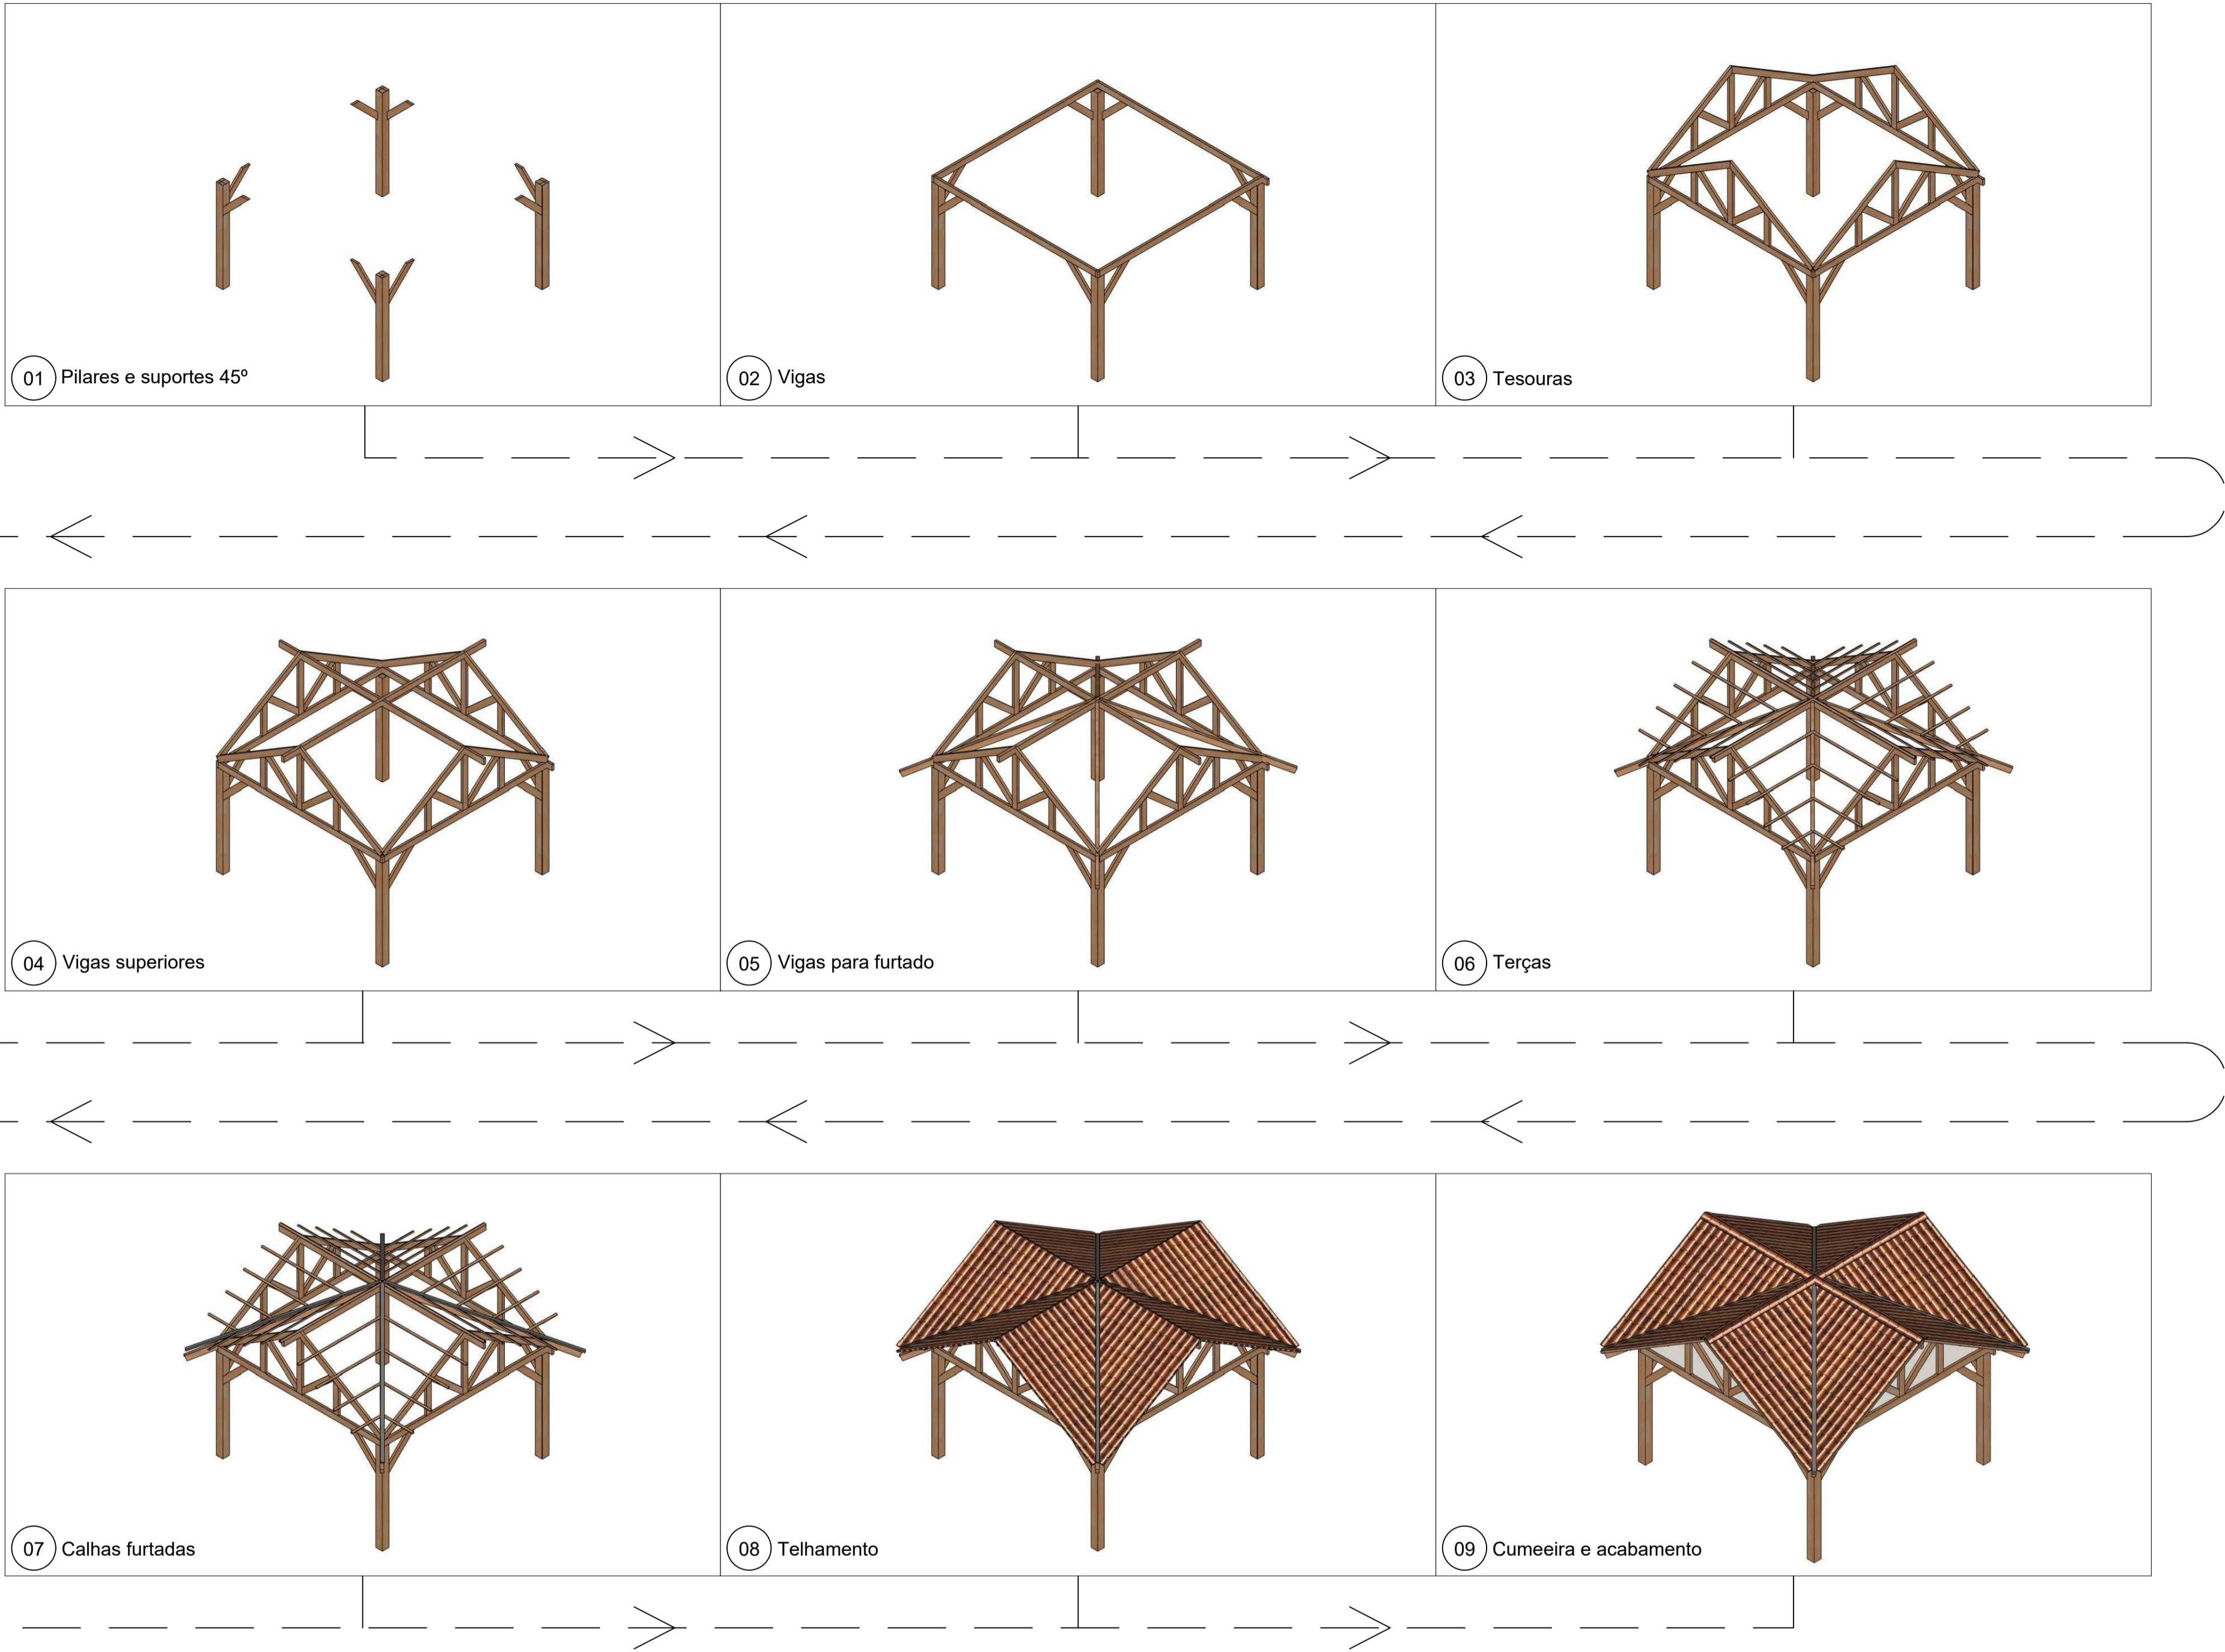 01 Pilares e suportes 45º
02 Vigas
03 Tesouras
04 Vigas superiores
05 Vigas para furtado
06 Terças
07 Calhas furtadas
08 Telhamento
09 Cumeeira e acabamento